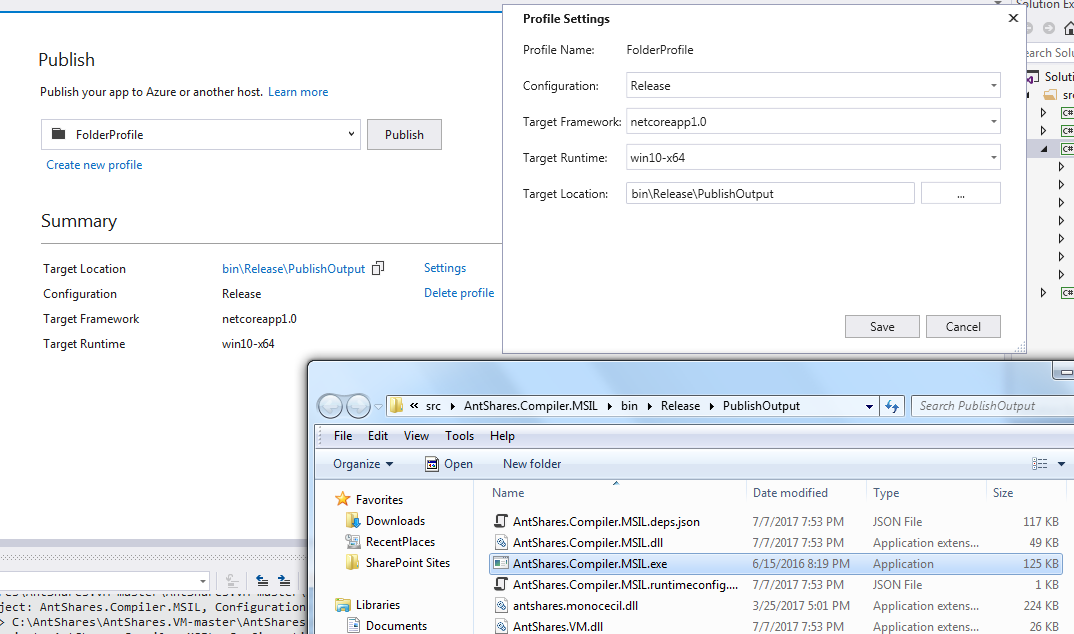 Publish
Publish your app to Azure or another host. Learn more
FolderProfile
Publish
Create new profile
Summary
Target Location bin\Release\PublishOutput Settings
Configuration Release Delete profile
Target Framework netcoreapp1.0
Target Runtime win10-x64
Profile Settings
Profile Name: FolderProfile
Configuration: Release
Target Framework: netcoreapp1.0
Target Runtime: win10-x64
Target Location: bin\Release\PublishOutput ...
Save Cancel
Solution Ex
earch Solu
Soluti
src
C#
C#
C#
C#
« src AntShares.Compiler.MSIL bin Release PublishOutput
Search PublishOutput
File Edit View Tools Help
Organize Open New folder
Favorites
Downloads
RecentPlaces
SharePoint Sites
Libraries
Documents
Name Date modified Type Size
AntShares.Compiler.MSIL.deps.json 7/7/2017 7:53 PM JSON File 117 KB
AntShares.Compiler.MSIL.dll 7/7/2017 7:53 PM Application extens... 49 KB
AntShares.Compiler.MSIL.exe 6/15/2016 8:19 PM Application 125 KB
AntShares.Compiler.MSIL.runtimeconfig.... 7/7/2017 7:53 PM JSON File 1 KB
antshares.monocecil.dll 3/25/2017 5:01 PM Application extens... 224 KB
AntShares.VM.dll 7/7/2017 7:53 PM Application extens... 26 KB
ject: AntShares.Compiler.MSIL, Configuration
> C:\AntShares\AntShares.VM-master\AntShares